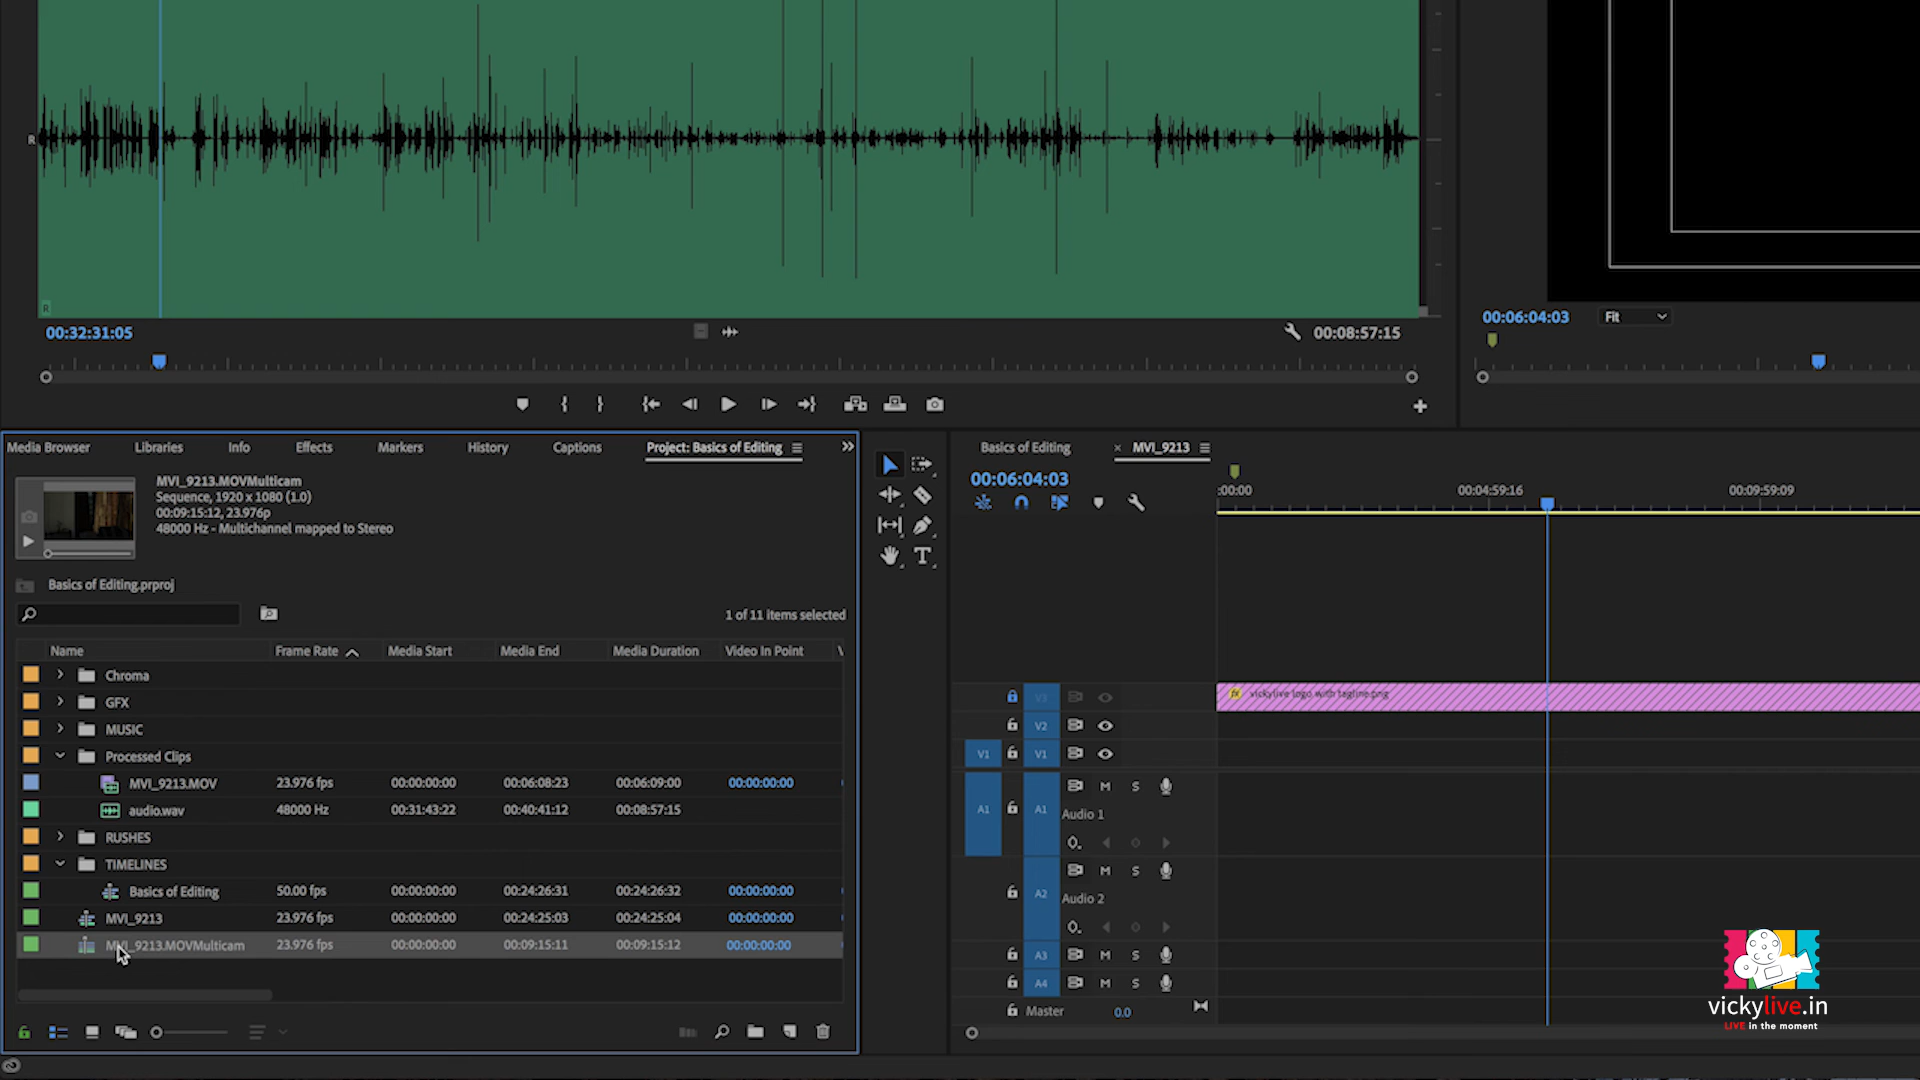 R
R
00:32:31:05
00:08:57:15
00:06:04:03
Fit
Media Browser
Libraries
Info
Effects
Markers
History
Captions
Project: Basics of Editing
MVI_9213.MOVMulticam
Sequence, 1920 x 1080 (1.0)
00:09:15:12, 23.976p
48000 Hz - Multichannel mapped to Stereo
Basics of Editing.prproj
1 of 11 items selected
Name Frame Rate Media Start Media End Media Duration Video In Point V
Chroma
GFX
MUSIC
Processed Clips
MVI_9213.MOV 23.976 fps 00:00:00:00 00:06:08:23 00:06:09:00 00:00:00:00
audio.wav 48000 Hz 00:31:43:22 00:40:41:12 00:08:57:15
RUSHES
TIMELINES
Basics of Editing 50.00 fps 00:00:00:00 00:24:26:31 00:24:26:32 00:00:00:00
MVI_9213 23.976 fps 00:00:00:00 00:24:25:03 00:24:25:04 00:00:00:00
MVI_9213.MOVMulticam 23.976 fps 00:00:00:00 00:09:15:11 00:09:15:12 00:00:00:00
Basics of Editing
× MVI_9213
00:06:04:03
:00:00
00:04:59:16
00:09:59:09
V3
vickylive logo with tagline.png
V2
V1 V1
A1 A1 M S
Audio 1
A2 M S
Audio 2
A3 M S
A4 M S
Master 0.0
vickylive.in
LIVE in the moment